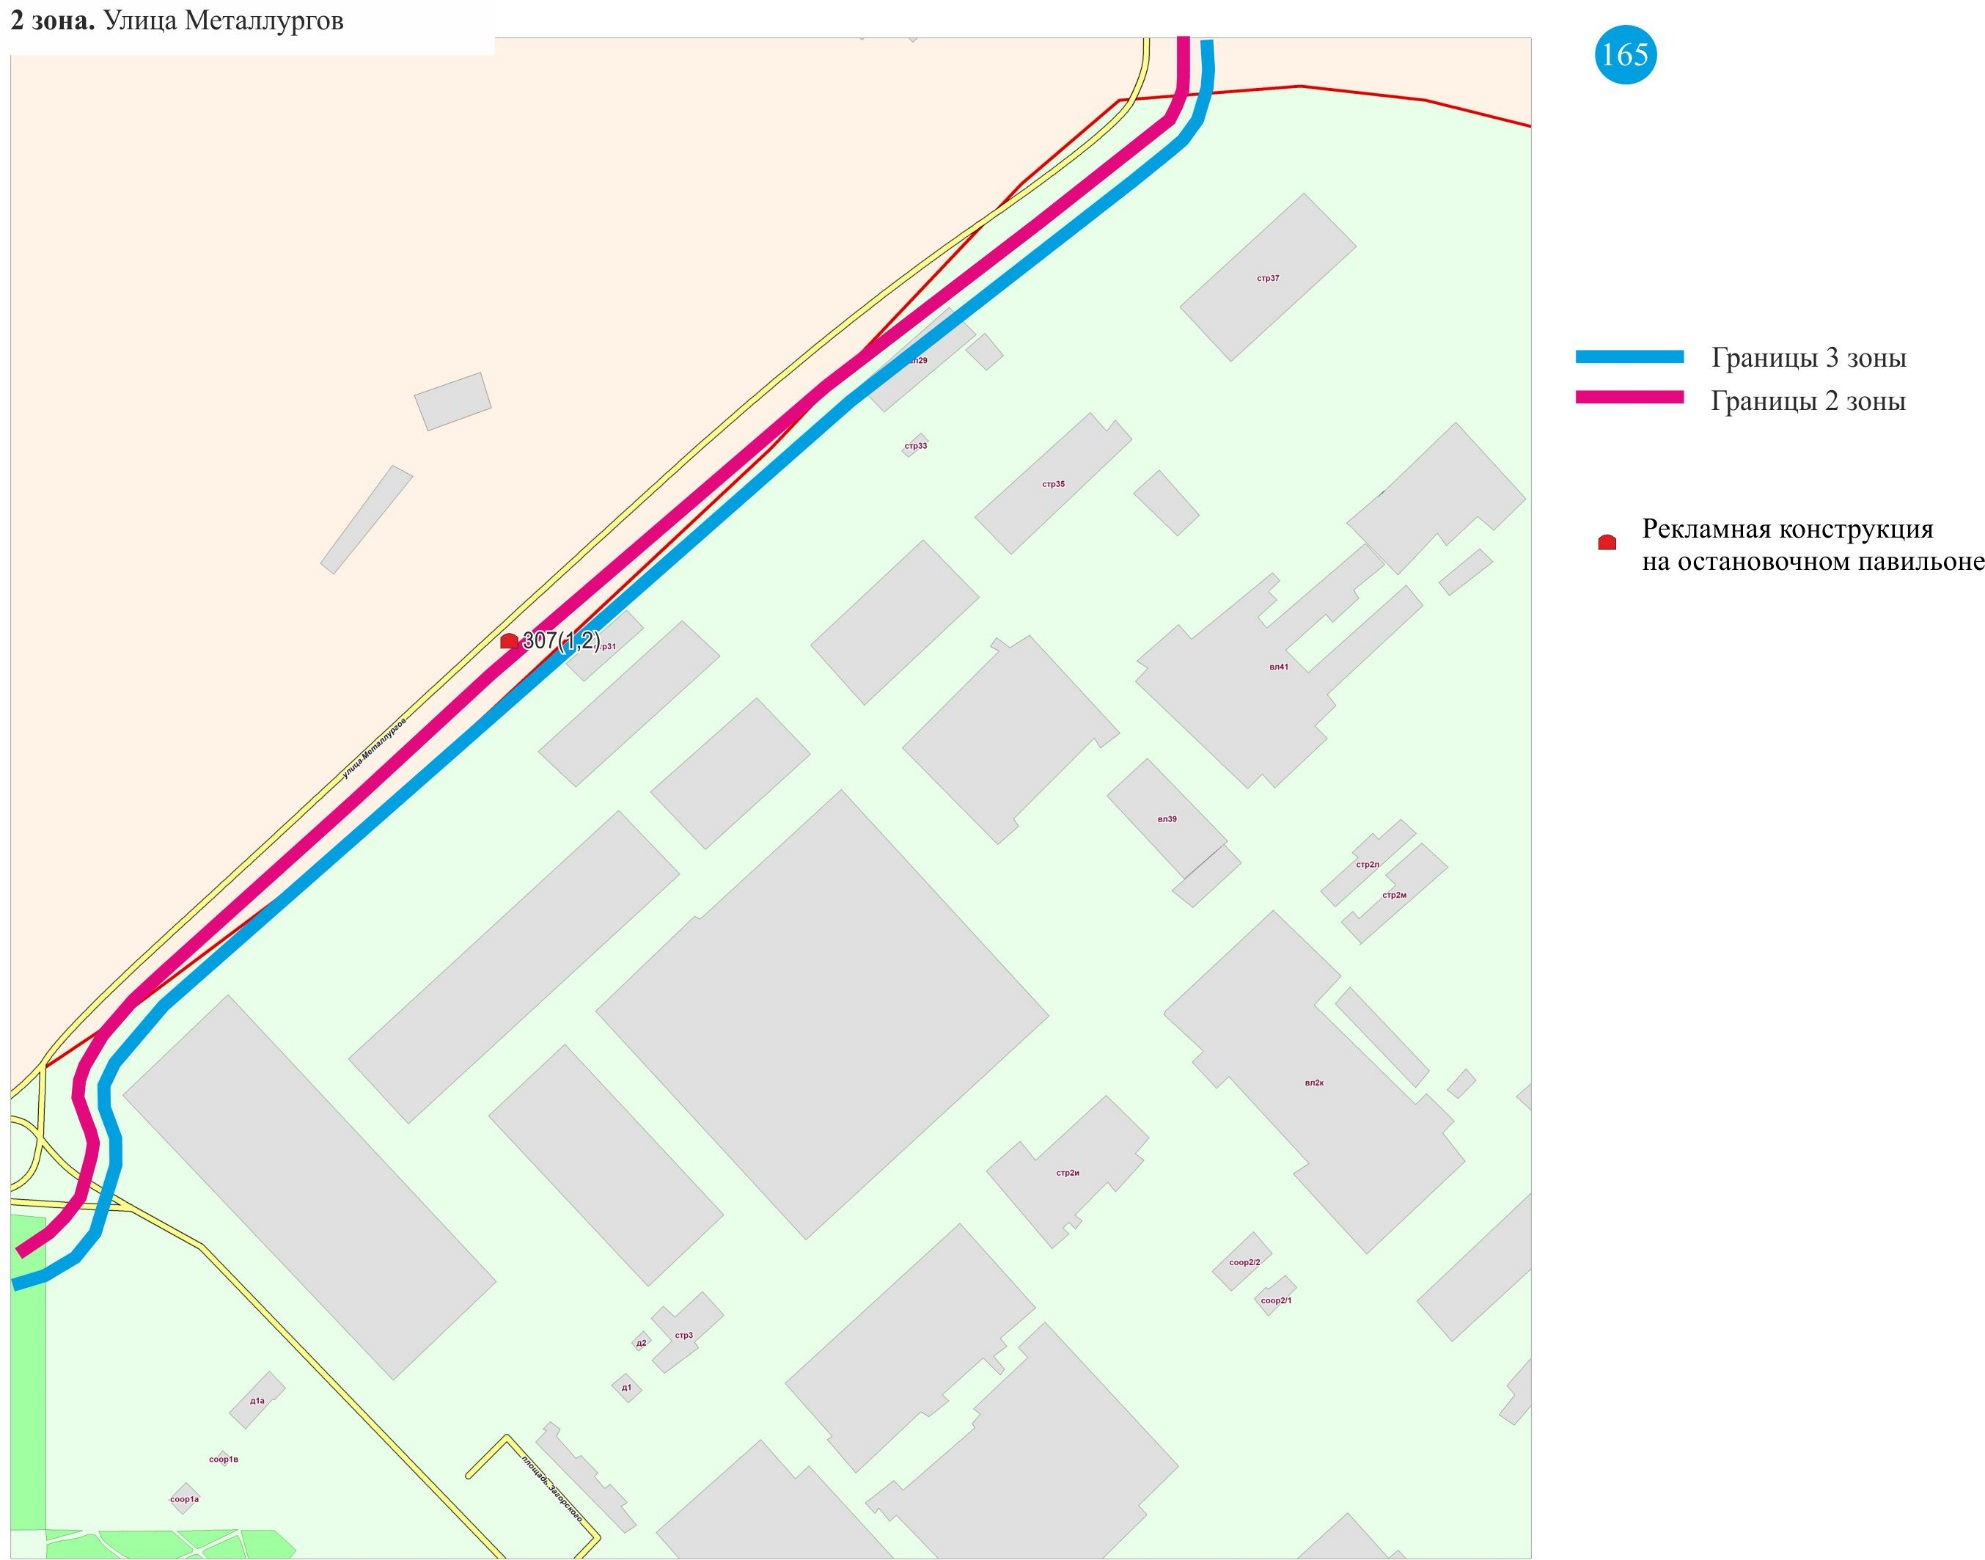 2 зона. Улица Металлургов
165
стр37
стр33
стр35
Границы 3 зоны
Границы 2 зоны
Рекламная конструкция
на остановочном павильоне
307(1,2)
вл41
улица Металлургов
вл39
стр2л
стр2м
вл2к
стр2и
соор2/2
соор2/1
д2
стр3
д1
д1а
соор1в
соор1а
площадь Загорского